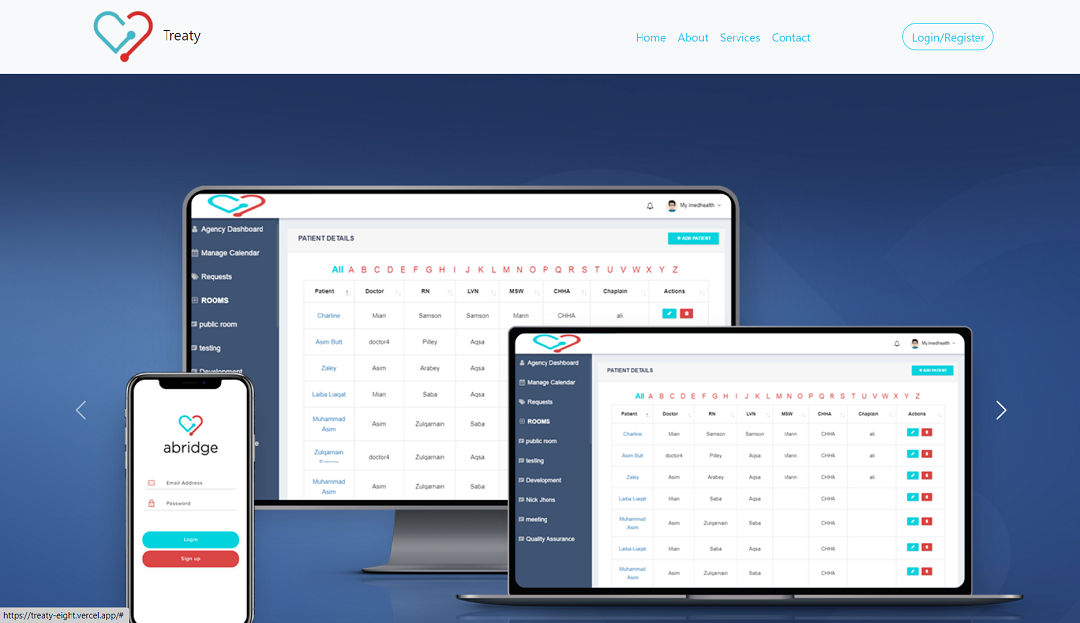 Treaty
Home About Services Contact
Login/Register
My imedhealth
Agency Dashboard
Manage Calendar
Requests
ROOMS
public room
testing
Development
PATIENT DETAILS
+ ADD PATIENT
All A B C D E F G H I J K L M N O P Q R S T U V W X Y Z
Patient Doctor RN LVN MSW CHHA Chaplain Actions
Charline Mian Samson Samson Mann CHHA ali
Asim Butt doctor4 Pilley Aqsa
Zaley Asim Arabey Aqsa
Laiba Liaqat Mian Saba Aqsa
Muhammad Asim Asim Zulqarnain Saba
Zulqarnain doctor4 Zulqarnain Aqsa
Muhammad Asim Asim Zulqarnain Saba
My imedhealth
Agency Dashboard
Manage Calendar
Requests
ROOMS
public room
testing
Development
Nick Jhons
meeting
Quality Assurance
PATIENT DETAILS
+ ADD PATIENT
All A B C D E F G H I J K L M N O P Q R S T U V W X Y Z
Patient Doctor RN LVN MSW CHHA Chaplain Actions
Charline Mian Samson Samson Mann CHHA ali
Asim Butt doctor4 Pilley Aqsa Mann CHHA ali
Zaley Asim Arabey Aqsa Mann CHHA ali
Laiba Liaqat Mian Saba Aqsa CHHA
Muhammad Asim Asim Zulqarnain Saba CHHA
Laiba Liaqat Mian Saba Aqsa CHHA
Muhammad Asim Asim Zulqarnain Saba CHHA
abridge
Email Address
Password
Login
Sign up
https://treaty-eight.vercel.app/#